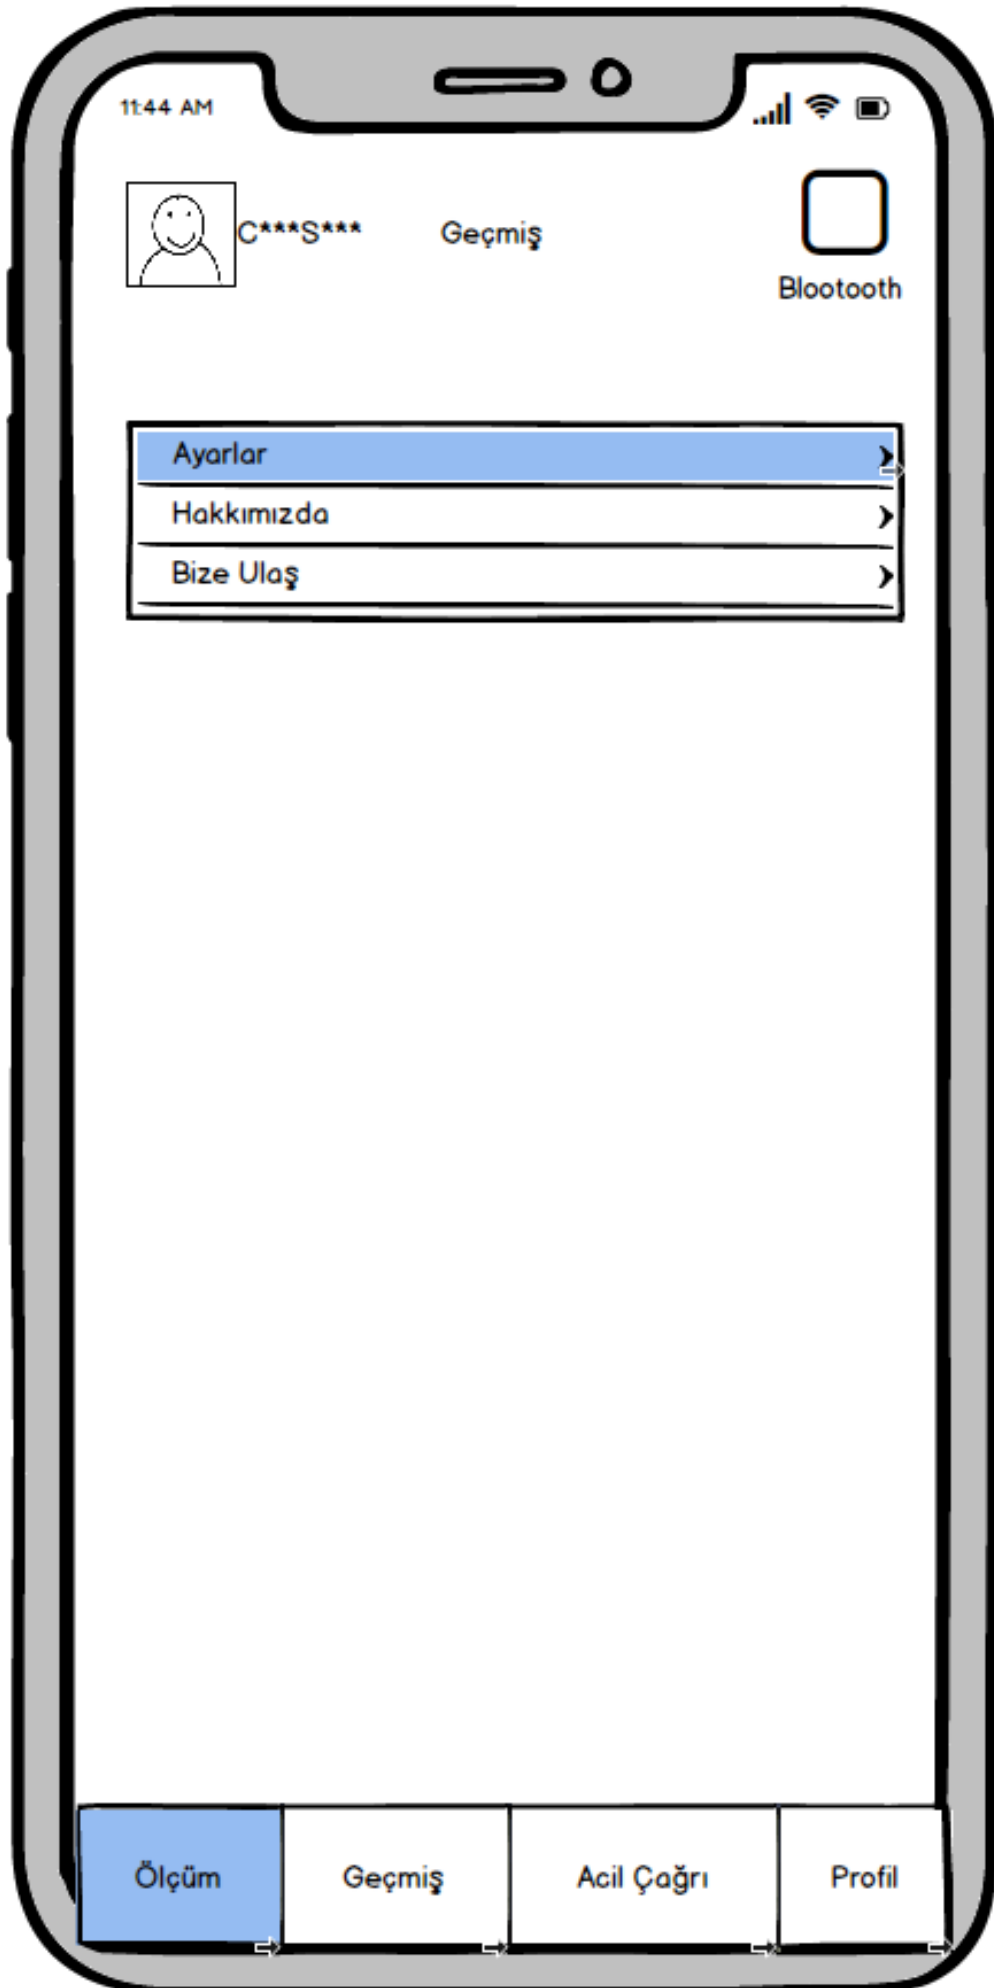 11:44 AM
C***S*** Geçmiş
Blootooth
Ayarlar
Hakkımızda
Bize Ulaş
Ölçüm Geçmiş Acil Çağrı Profil